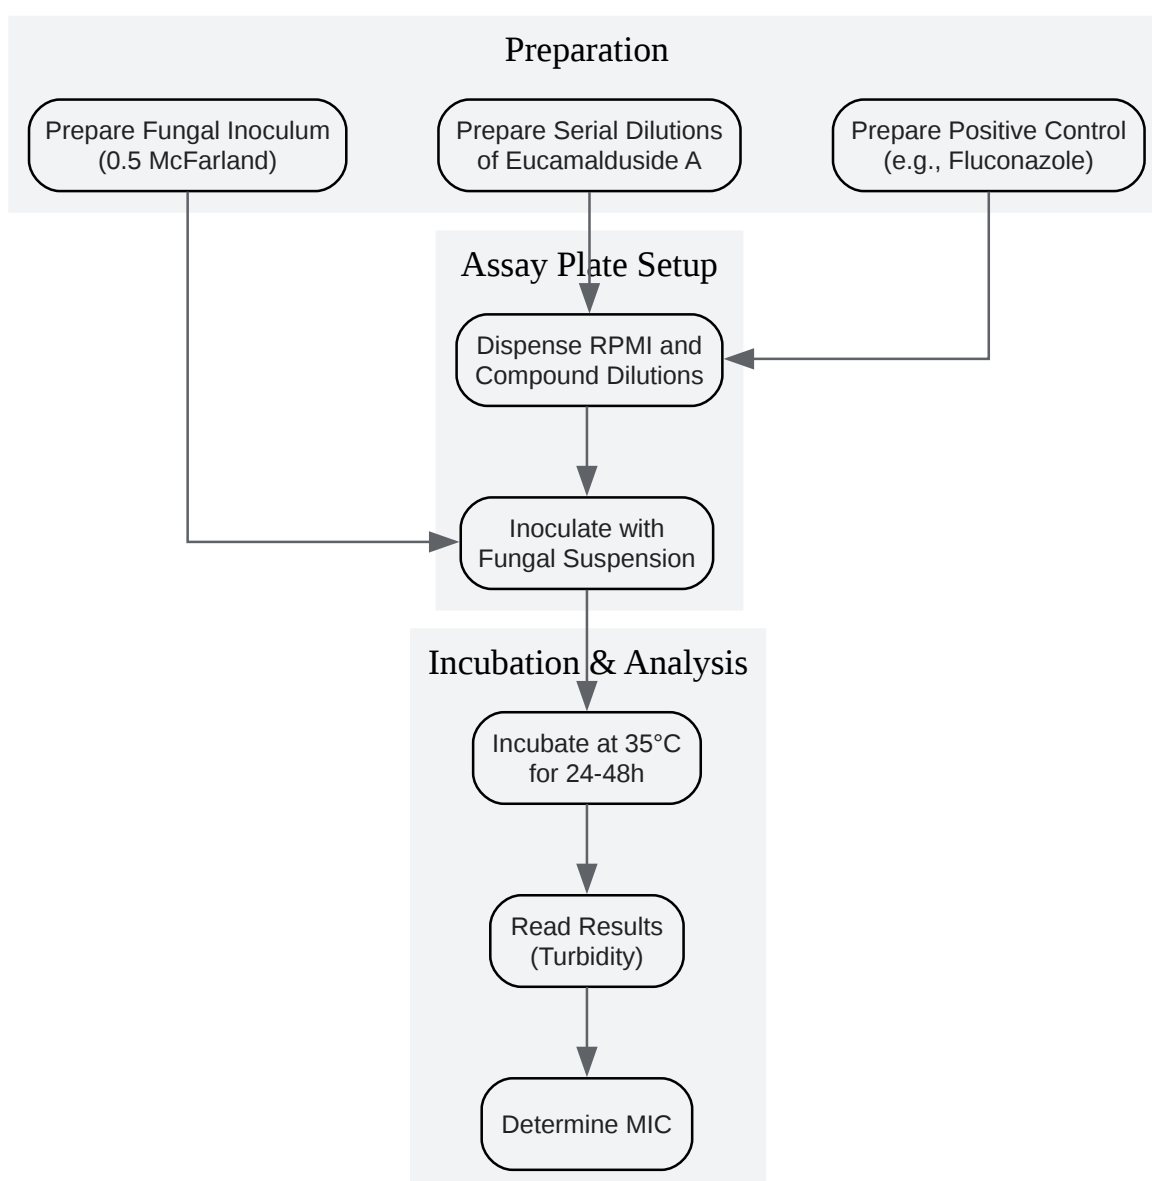 Preparation
Prepare Fungal Inoculum
(0.5 McFarland)
Prepare Serial Dilutions
of Eucamalduside A
Prepare Positive Control
(e.g., Fluconazole)
Assay Plate Setup
Dispense RPMI and
Compound Dilutions
Inoculate with
Fungal Suspension
Incubation & Analysis
Incubate at 35°C
for 24-48h
Read Results
(Turbidity)
Determine MIC